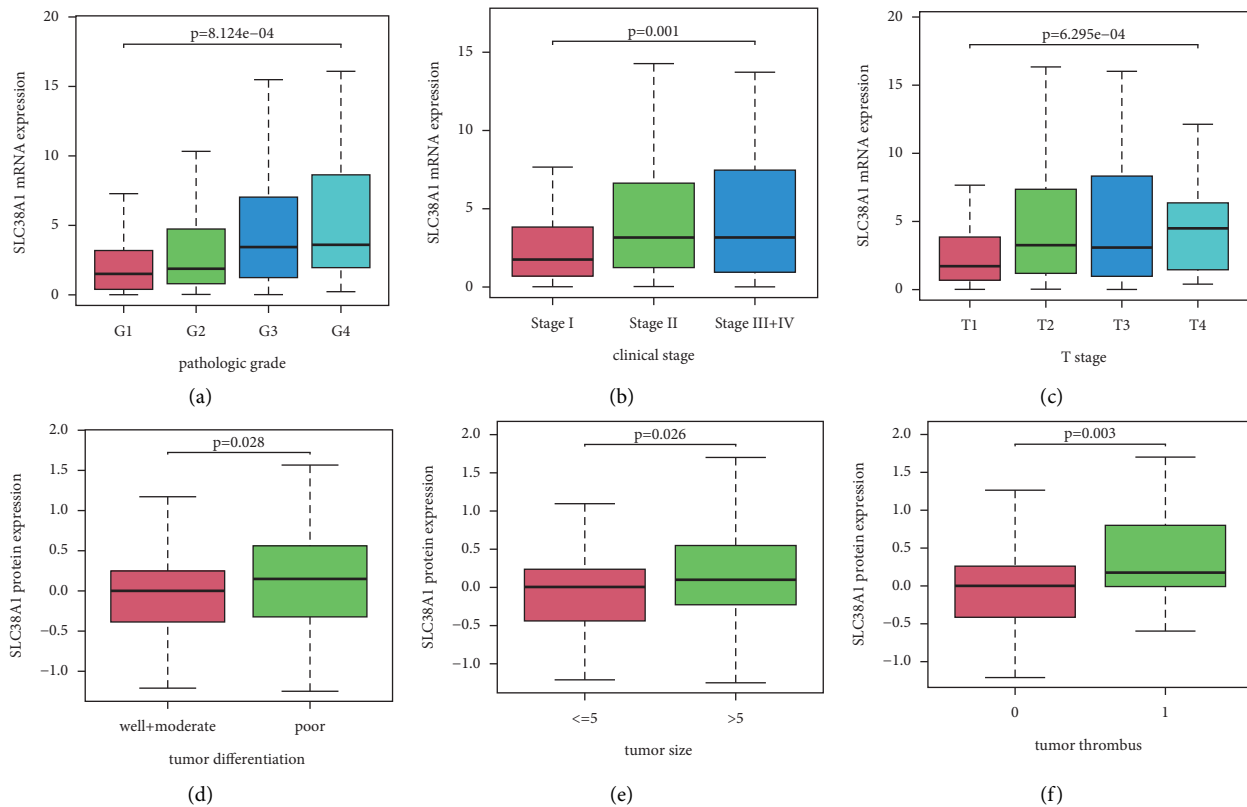 20
15
10
5
0
SLC38A1 mRNA expression
p=8.124e−04
G1 G2 G3 G4
pathologic grade
(a)
15
10
5
0
SLC38A1 mRNA expression
p=0.001
Stage I Stage II Stage III+IV
clinical stage
(b)
20
15
10
5
0
SLC38A1 mRNA expression
p=6.295e−04
T1 T2 T3 T4
T stage
(c)
2.0
1.5
1.0
0.5
0.0
−0.5
−1.0
SLC38A1 protein expression
p=0.028
well+moderate poor
tumor differentiation
(d)
2.0
1.5
1.0
0.5
0.0
−0.5
−1.0
SLC38A1 protein expression
p=0.026
<=5 >5
tumor size
(e)
2.0
1.5
1.0
0.5
0.0
−0.5
−1.0
SLC38A1 protein expression
p=0.003
0 1
tumor thrombus
(f)